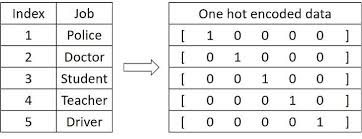 Index Job One hot encoded data
1 Police [ 1 0 0 0 0 ]
2 Doctor [ 0 1 0 0 0 ]
3 Student [ 0 0 1 0 0 ]
4 Teacher [ 0 0 0 1 0 ]
5 Driver [ 0 0 0 0 1 ]